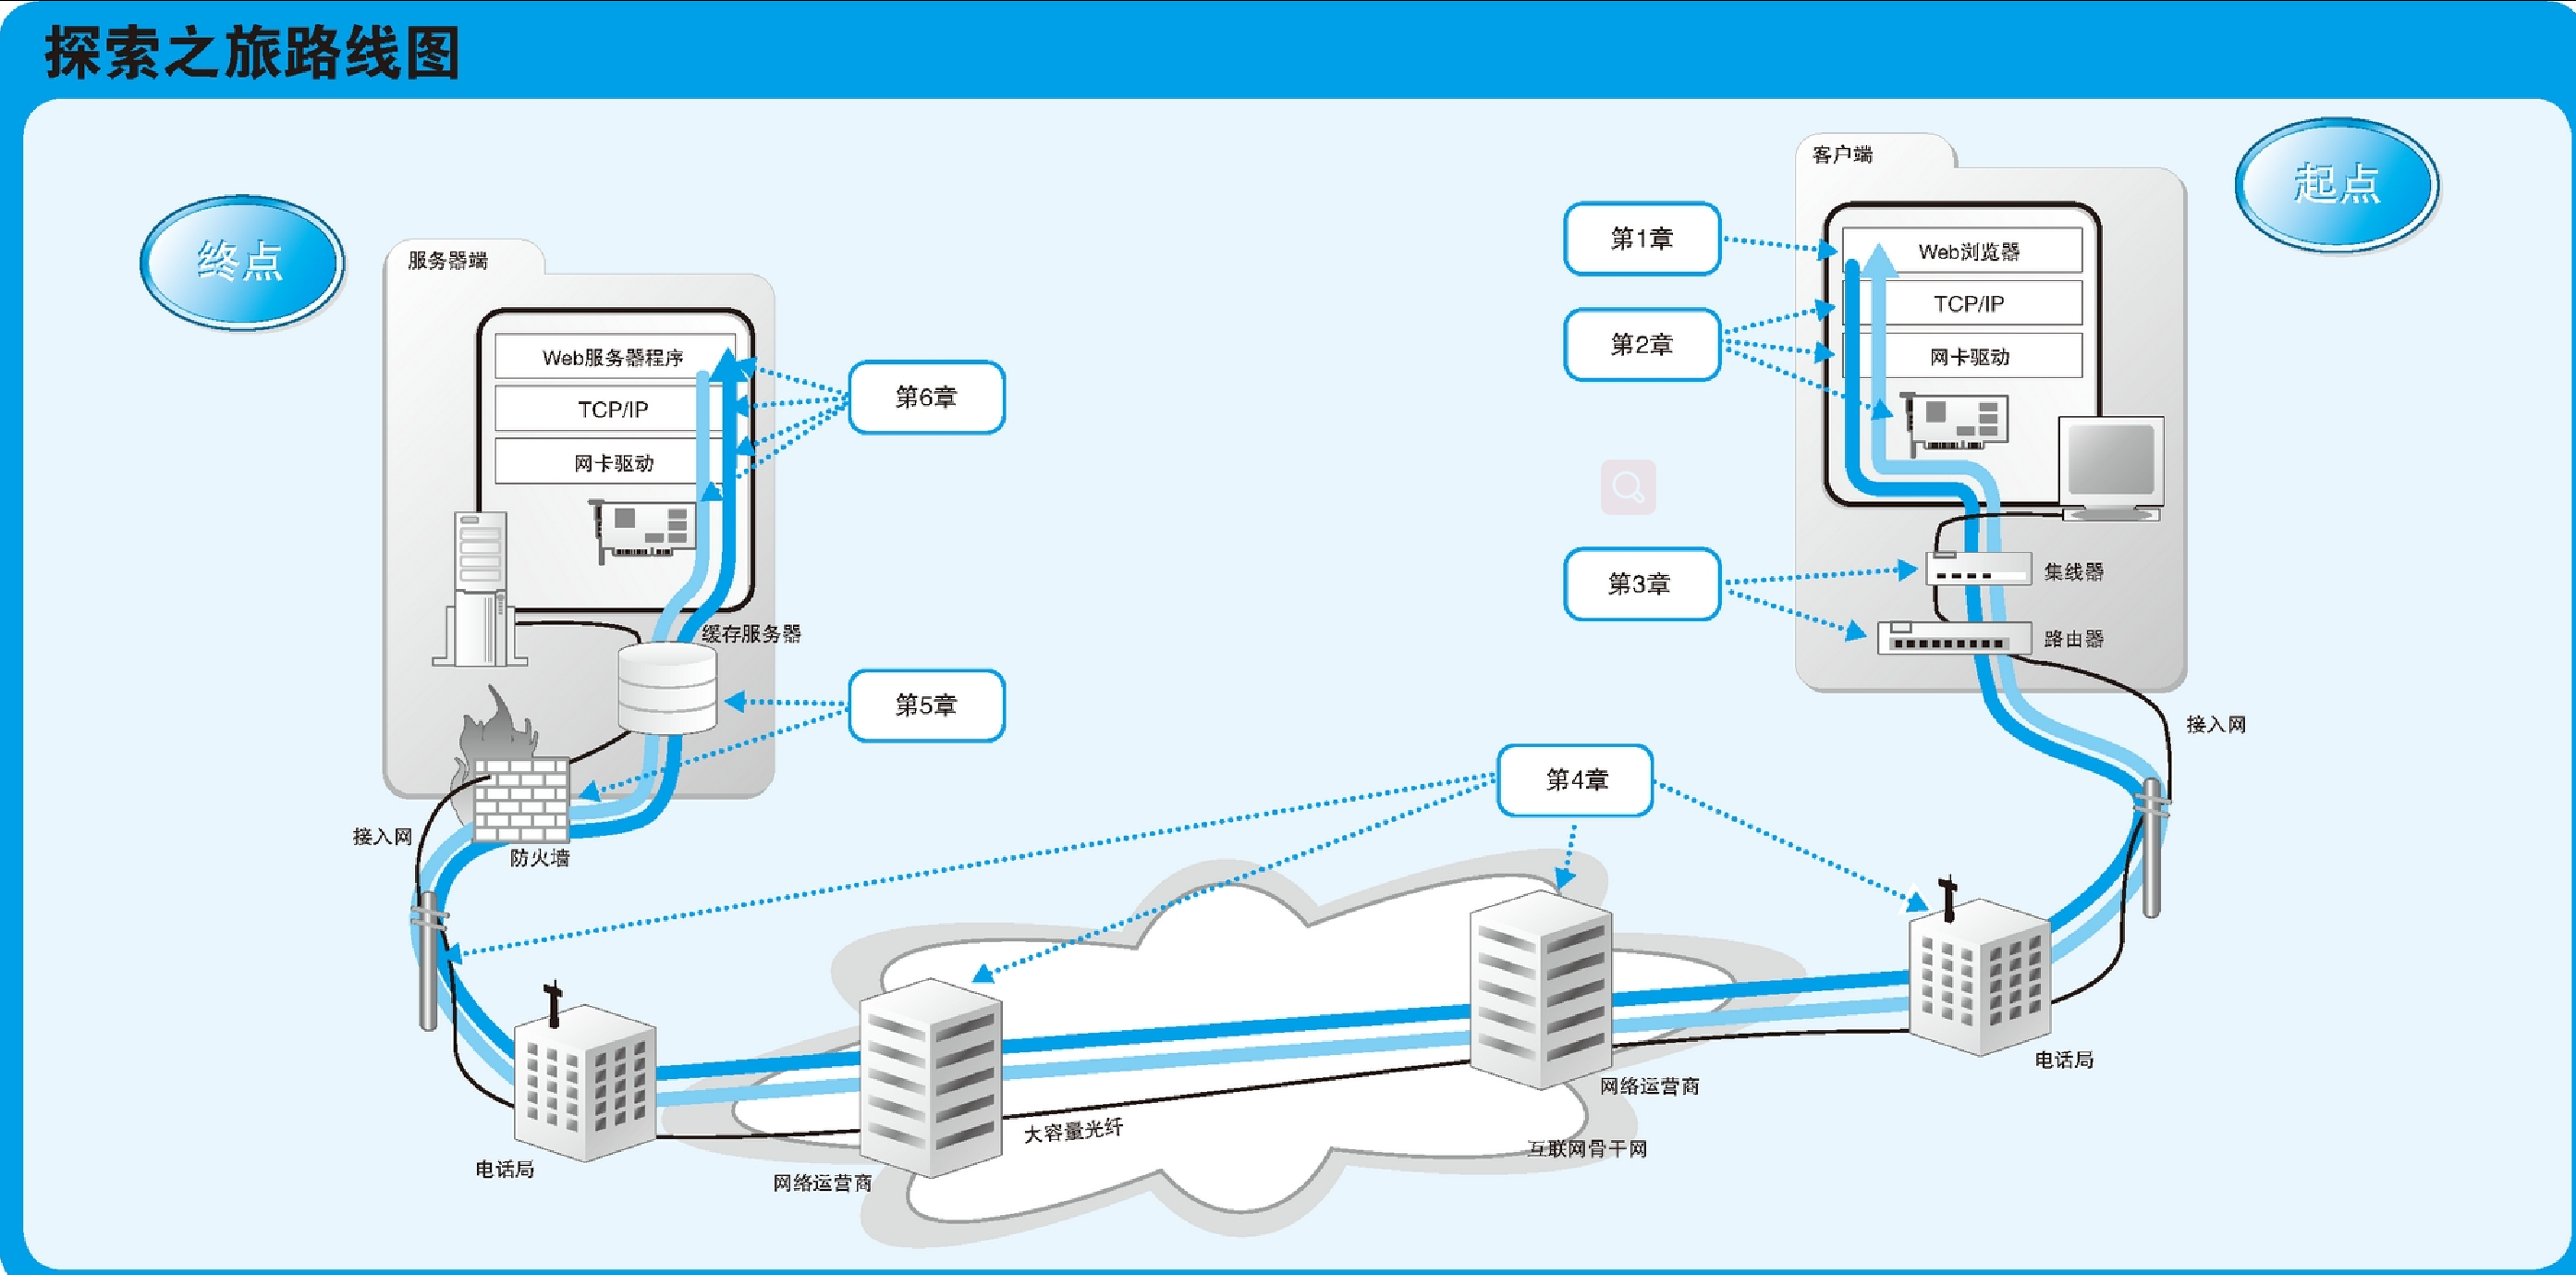 探索之旅路线图
终点
服务器端
Web服务器程序
TCP/IP
网卡驱动
第6章
缓存服务器
第5章
接入网
防火墙
电话局
网络运营商
大容量光纤
起点
客户端
第1章
Web浏览器
第2章
TCP/IP
网卡驱动
第3章
集线器
路由器
接入网
第4章
电话局
网络运营商
互联网骨干网